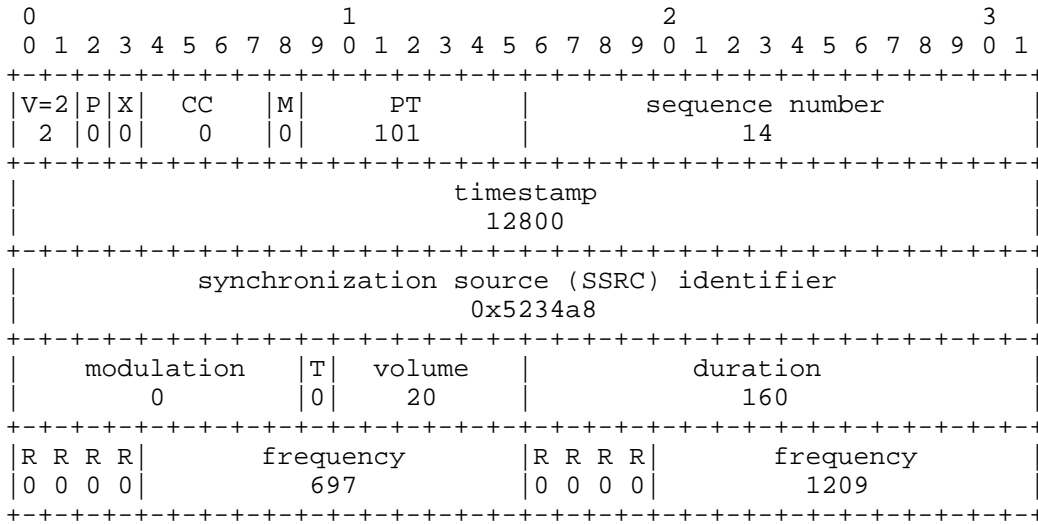 0                   1                   2                   3
 0 1 2 3 4 5 6 7 8 9 0 1 2 3 4 5 6 7 8 9 0 1 2 3 4 5 6 7 8 9 0 1
+-+-+-+-+-+-+-+-+-+-+-+-+-+-+-+-+-+-+-+-+-+-+-+-+-+-+-+-+-+-+-+-+
|V=2|P|X|  CC   |M|     PT      |       sequence number         |
| 2 |0|0|   0   |0|    101      |             14                |
+-+-+-+-+-+-+-+-+-+-+-+-+-+-+-+-+-+-+-+-+-+-+-+-+-+-+-+-+-+-+-+-+
|                           timestamp                           |
|                             12800                             |
+-+-+-+-+-+-+-+-+-+-+-+-+-+-+-+-+-+-+-+-+-+-+-+-+-+-+-+-+-+-+-+-+
|           synchronization source (SSRC) identifier            |
|                            0x5234a8                           |
+-+-+-+-+-+-+-+-+-+-+-+-+-+-+-+-+-+-+-+-+-+-+-+-+-+-+-+-+-+-+-+-+
|    modulation   |T|  volume   |          duration             |
|        0        |0|    20     |             160               |
+-+-+-+-+-+-+-+-+-+-+-+-+-+-+-+-+-+-+-+-+-+-+-+-+-+-+-+-+-+-+-+-+
|R R R R|       frequency       |R R R R|       frequency       |
|0 0 0 0|          697          |0 0 0 0|         1209          |
+-+-+-+-+-+-+-+-+-+-+-+-+-+-+-+-+-+-+-+-+-+-+-+-+-+-+-+-+-+-+-+-+